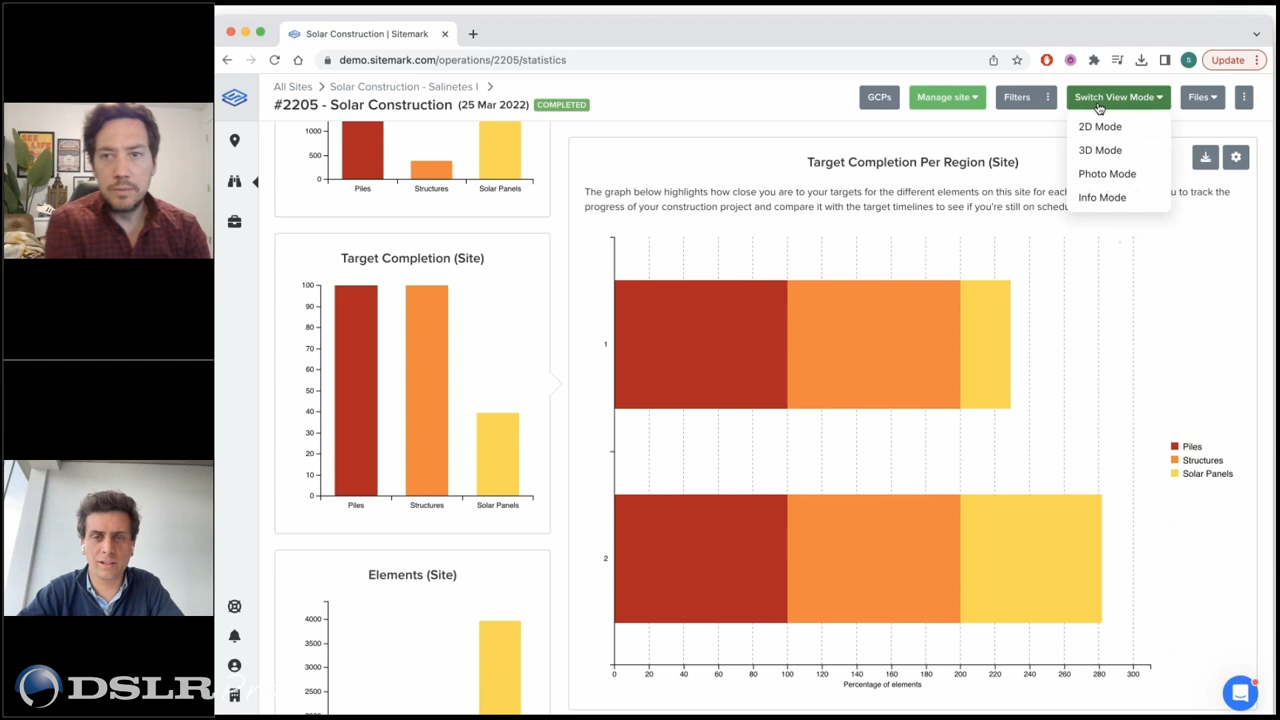 Solar Construction | Sitemark
demo.sitemark.com/operations/2205/statistics
S
Update
All Sites
Solar Construction - Salinetes I
#2205 - Solar Construction (25 Mar 2022) COMPLETED
GCPs
Manage site
Filters
Switch View Mode
Files
2D Mode
3D Mode
Photo Mode
Info Mode
1000
500
0
Piles
Structures
Solar Panels
Target Completion (Site)
100
90
80
70
60
50
40
30
20
10
0
Piles
Structures
Solar Panels
Elements (Site)
4000
3500
3000
2500
Target Completion Per Region (Site)
The graph below highlights how close you are to your targets for the different elements on this site for each
u to track the
progress of your construction project and compare it with the target timelines to see if you're still on schedu
1
2
0 20 40 60 80 100 120 140 160 180 200 220 240 260 280 300
Percentage of elements
Piles
Structures
Solar Panels
DSLRPros